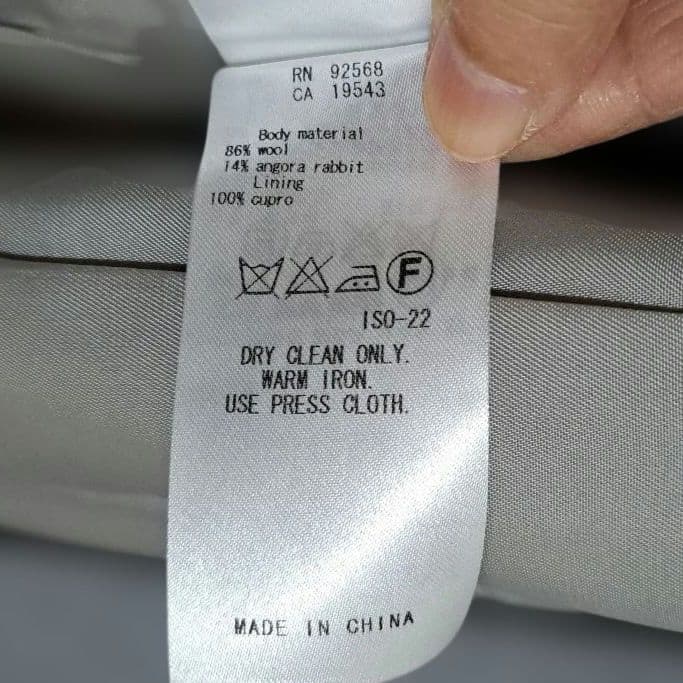 RN 92568
CA 19543
Body material
86% wool
14% angora rabbit
Lining
100% cupro
F
ISO-22
DRY CLEAN ONLY.
WARM IRON.
USE PRESS CLOTH.
MADE IN CHINA